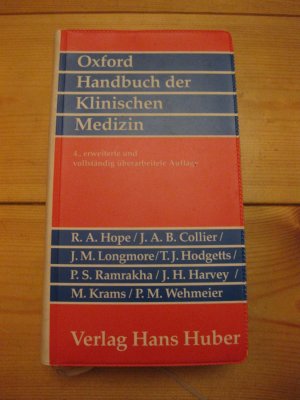 Oxford
Handbuch der
Klinischen
Medizin
4., erweiterte und
vollständig überarbeitete Auflage
R. A. Hope / J. A. B. Collier /
J. M. Longmore / T. J. Hodgetts /
P. S. Ramrakha / J. H. Harvey /
M. Krams / P. M. Wehmeier
Verlag Hans Huber